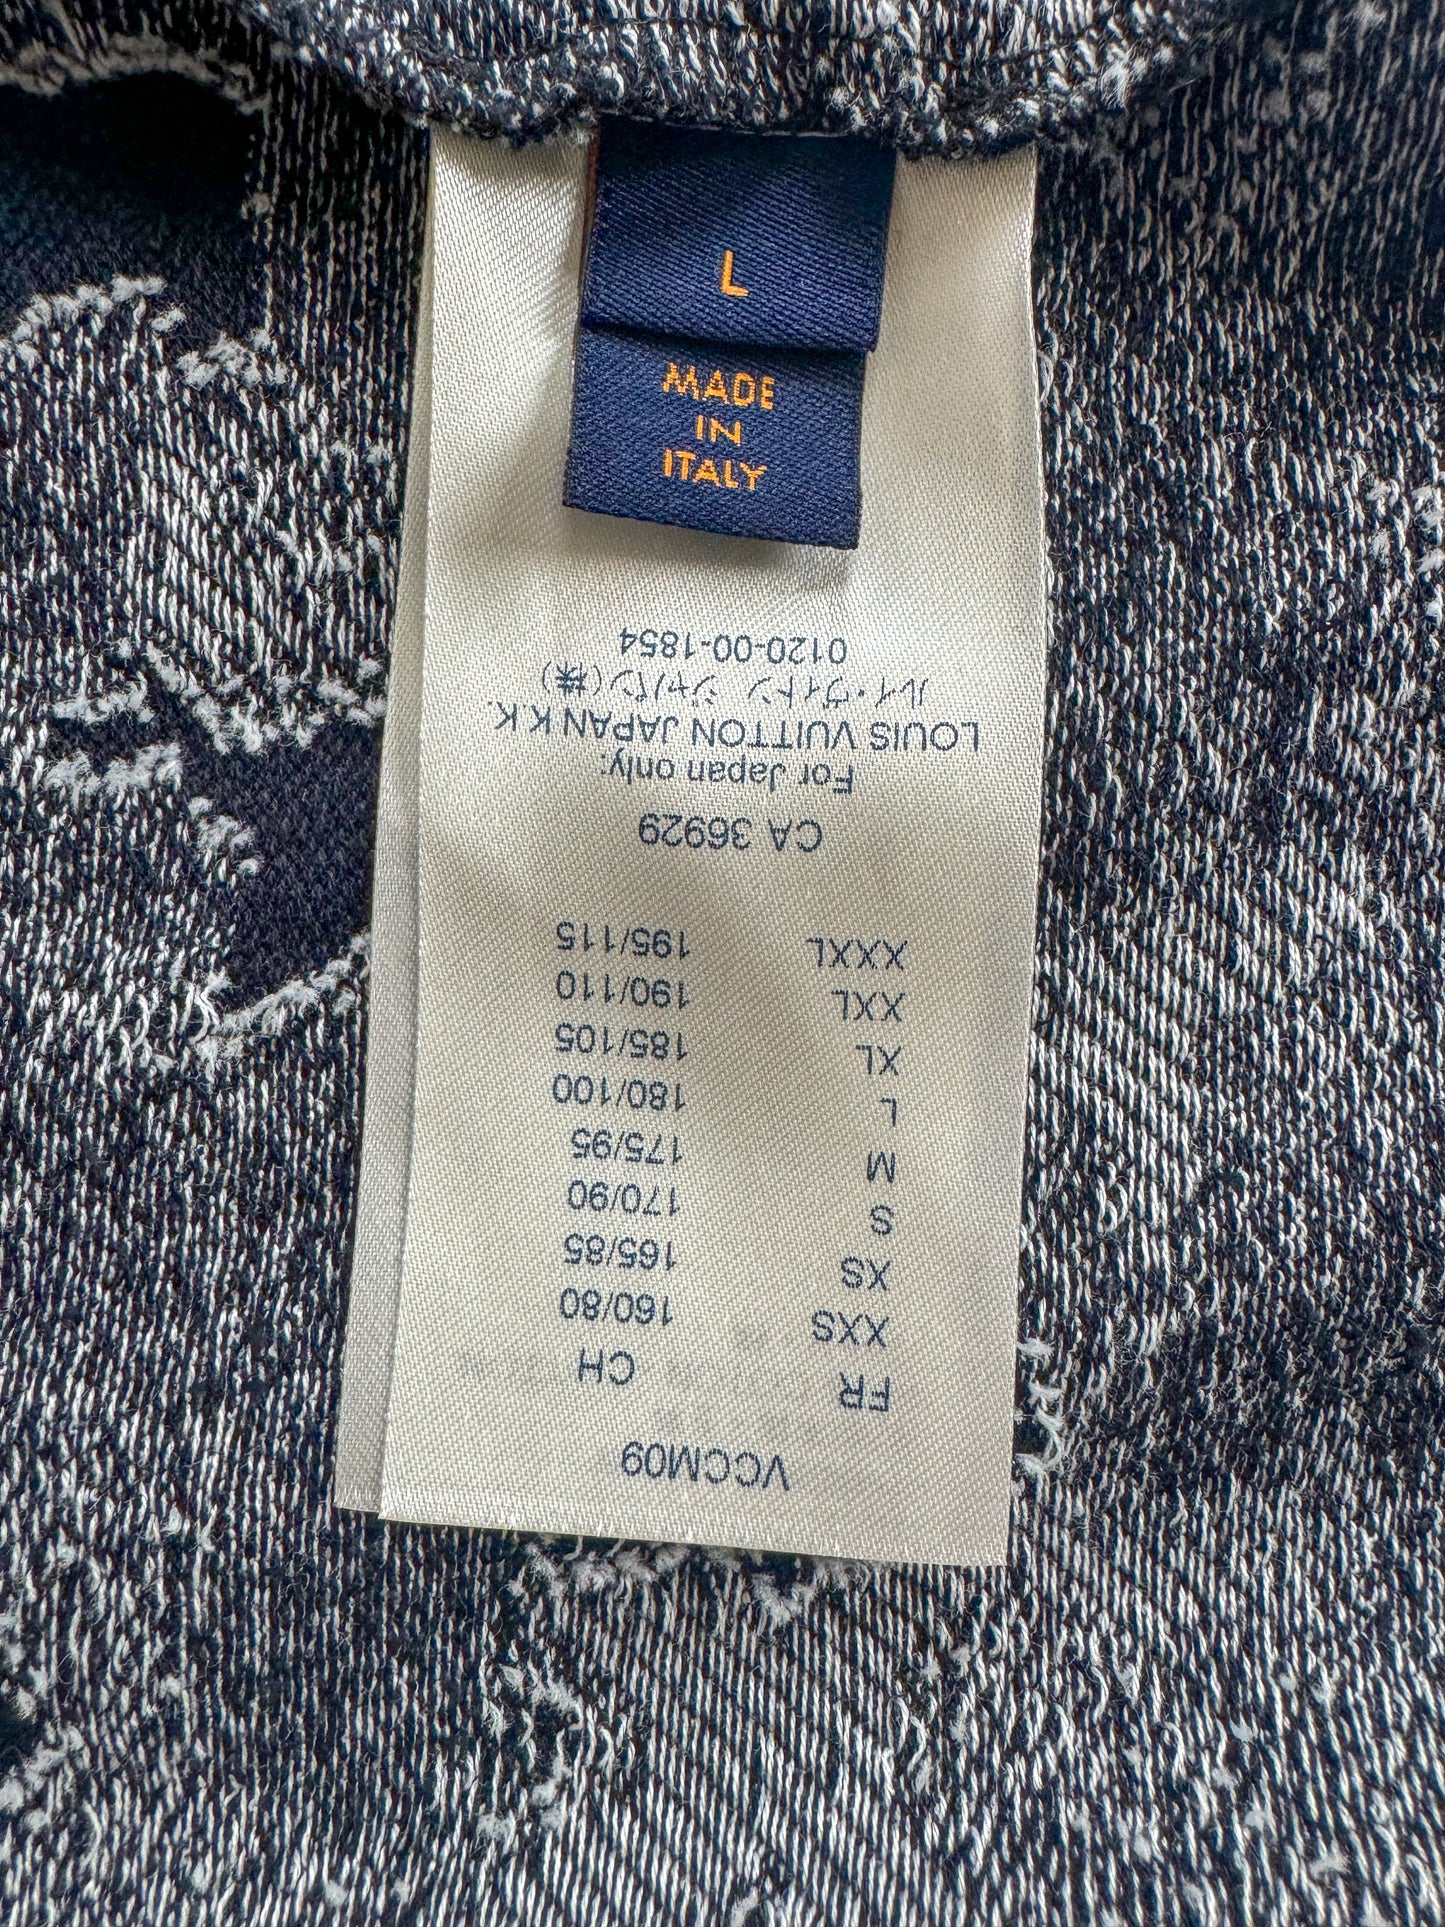 L
MADE
IN
ITALY
VCCM09
FR CH
XXS 160/80
XS 165/85
S 170/90
M 175/95
L 180/100
XL 185/105
XXL 190/110
XXXL 195/115
CA 36929
For Japan only:
LOUIS VUITTON JAPAN K.K.
ルイ・ヴィトン ジャパン(株)
0120-00-1854